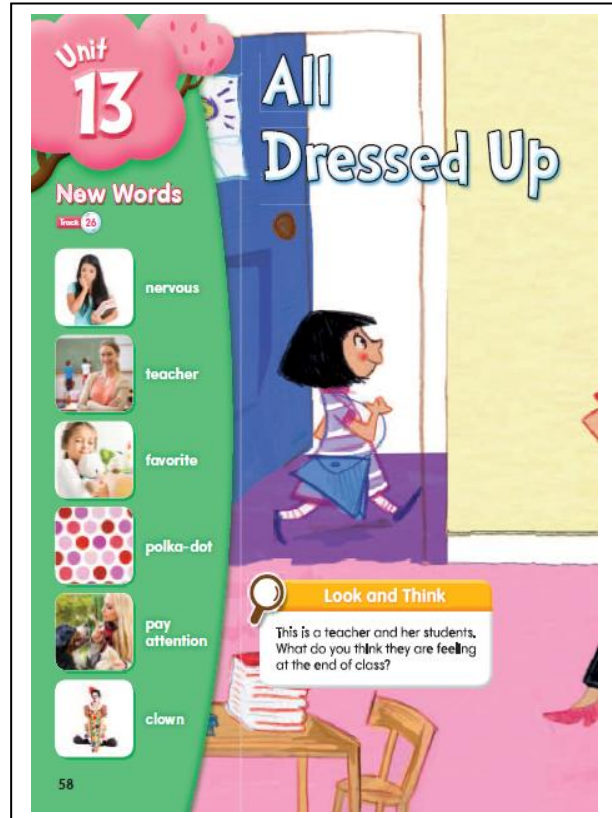 Unit
13
All
Dressed Up
New Words
Track 26
nervous
teacher
favorite
polka-dot
pay
attention
clown
Look and Think
This is a teacher and her students.
What do you think they are feeling
at the end of class?
58